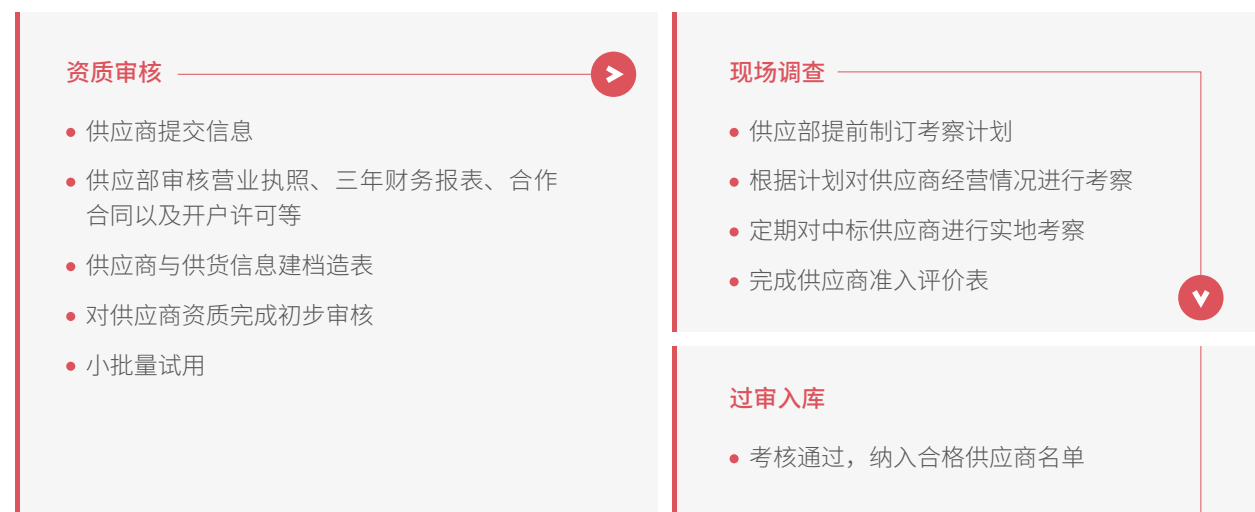 资质审核
供应商提交信息
供应部审核营业执照、三年财务报表、合作
合同以及开户许可等
供应商与供货信息建档造表
对供应商资质完成初步审核
小批量试用
现场调查
供应部提前制订考察计划
根据计划对供应商经营情况进行考察
定期对中标供应商进行实地考察
完成供应商准入评价表
过审入库
考核通过，纳入合格供应商名单